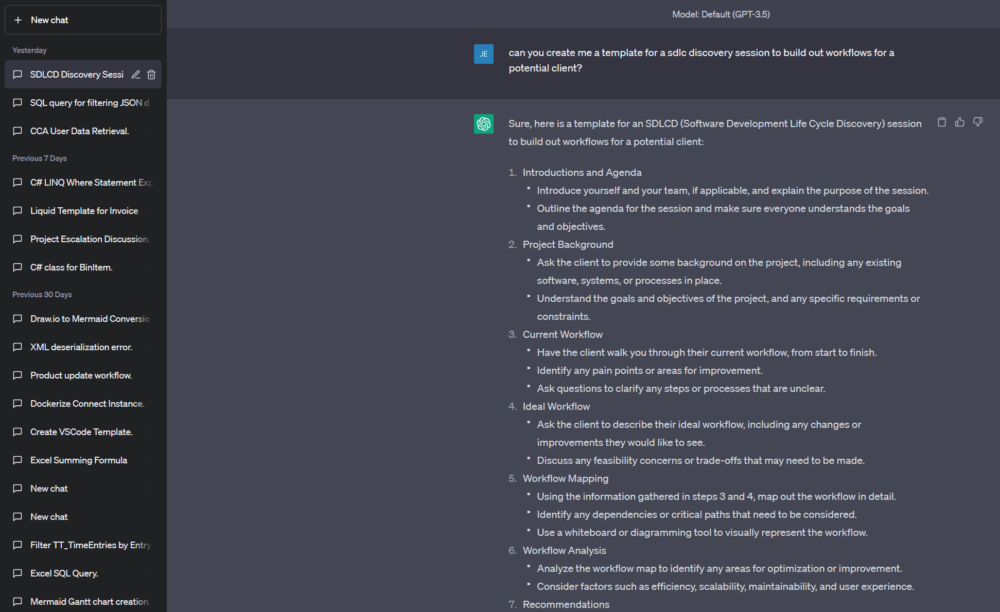 New chat
Yesterday
SDLCD Discovery Sessi
SQL query for filtering JSON d
CCA User Data Retrieval.
Previous 7 Days
C# LINQ Where Statement Exp
Liquid Template for Invoice
Project Escalation Discussion.
C# class for BinItem.
Previous 30 Days
Draw.io to Mermaid Conversio
XML deserialization error.
Product update workflow.
Dockerize Connect Instance.
Create VSCode Template.
Excel Summing Formula
New chat
New chat
Filter TT_TimeEntries by Entry
Excel SQL Query.
Mermaid Gantt chart creation.
Model: Default (GPT-3.5)
JE
can you create me a template for a sdlc discovery session to build out workflows for a
potential client?
Sure, here is a template for an SDLCD (Software Development Life Cycle Discovery) session
to build out workflows for a potential client:
1. Introductions and Agenda
• Introduce yourself and your team, if applicable, and explain the purpose of the session.
• Outline the agenda for the session and make sure everyone understands the goals
and objectives.
2. Project Background
• Ask the client to provide some background on the project, including any existing
software, systems, or processes in place.
• Understand the goals and objectives of the project, and any specific requirements or
constraints.
3. Current Workflow
• Have the client walk you through their current workflow, from start to finish.
• Identify any pain points or areas for improvement.
• Ask questions to clarify any steps or processes that are unclear.
4. Ideal Workflow
• Ask the client to describe their ideal workflow, including any changes or
improvements they would like to see.
• Discuss any feasibility concerns or trade-offs that may need to be made.
5. Workflow Mapping
• Using the information gathered in steps 3 and 4, map out the workflow in detail.
• Identify any dependencies or critical paths that need to be considered.
• Use a whiteboard or diagramming tool to visually represent the workflow.
6. Workflow Analysis
• Analyze the workflow map to identify any areas for optimization or improvement.
• Consider factors such as efficiency, scalability, maintainability, and user experience.
7. Recommendations